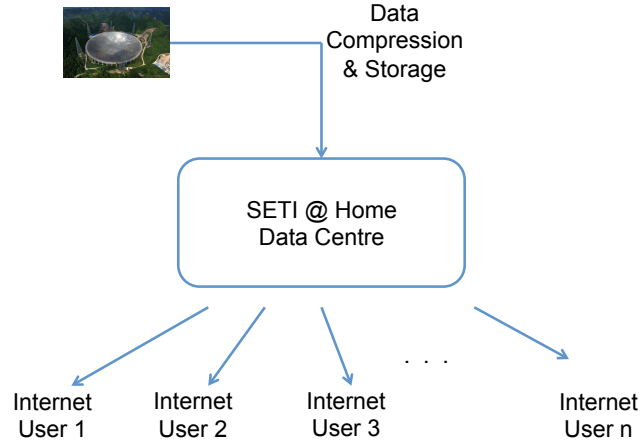 Data
Compression
& Storage
SETI @ Home
Data Centre
. . .
Internet
User 1
Internet
User 2
Internet
User 3
Internet
User n